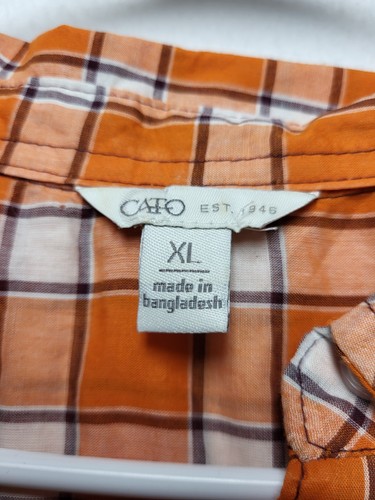 CATO EST. 1946
XL
made in
bangladesh